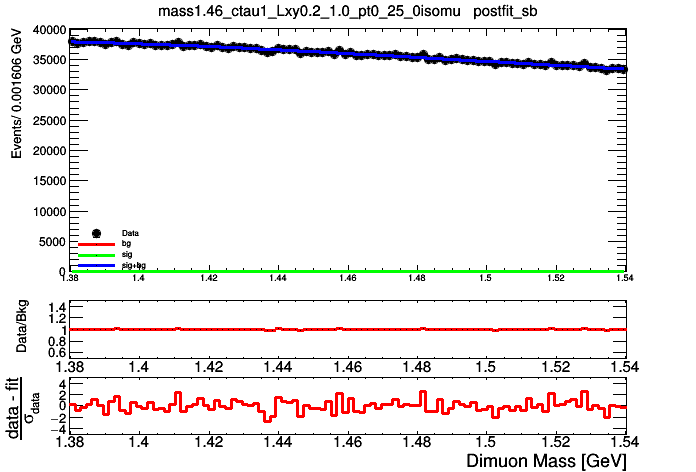 mass1.46_ctau1_Lxy0.2_1.0_pt0_25_0isomu postfit_sb
Events/ 0.001606 GeV
40000
35000
30000
25000
20000
15000
10000
5000
0
Data
bg
sig
sig+bg
1.38 1.4 1.42 1.44 1.46 1.48 1.5 1.52 1.54
Data/Bkg
1.4
1.2
1
0.8
0.6
1.38 1.4 1.42 1.44 1.46 1.48 1.5 1.52 1.54
data - fit
σdata
4
2
0
−2
−4
1.38 1.4 1.42 1.44 1.46 1.48 1.5 1.52 1.54
Dimuon Mass [GeV]